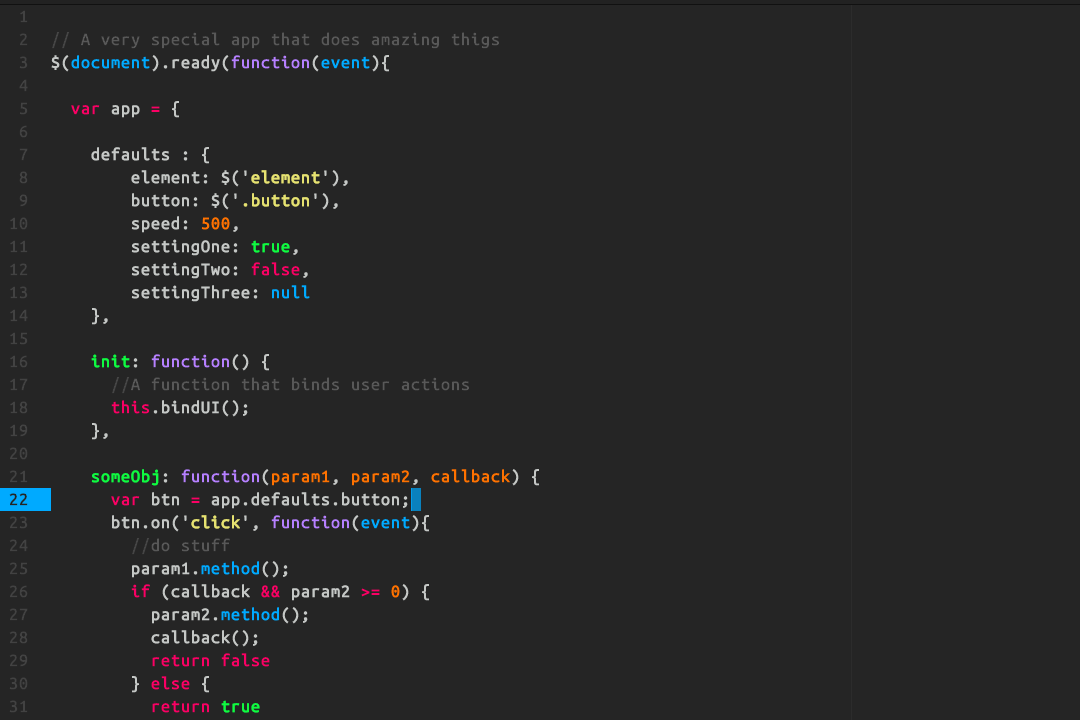 1
2 // A very special app that does amazing thigs
3 $(document).ready(function(event){
4
5   var app = {
6
7     defaults : {
8         element: $('element'),
9         button: $('.button'),
10         speed: 500,
11         settingOne: true,
12         settingTwo: false,
13         settingThree: null
14     },
15
16     init: function() {
17       //A function that binds user actions
18       this.bindUI();
19     },
20
21     someObj: function(param1, param2, callback) {
22       var btn = app.defaults.button;
23       btn.on('click', function(event){
24         //do stuff
25         param1.method();
26         if (callback && param2 >= 0) {
27           param2.method();
28           callback();
29           return false
30         } else {
31           return true